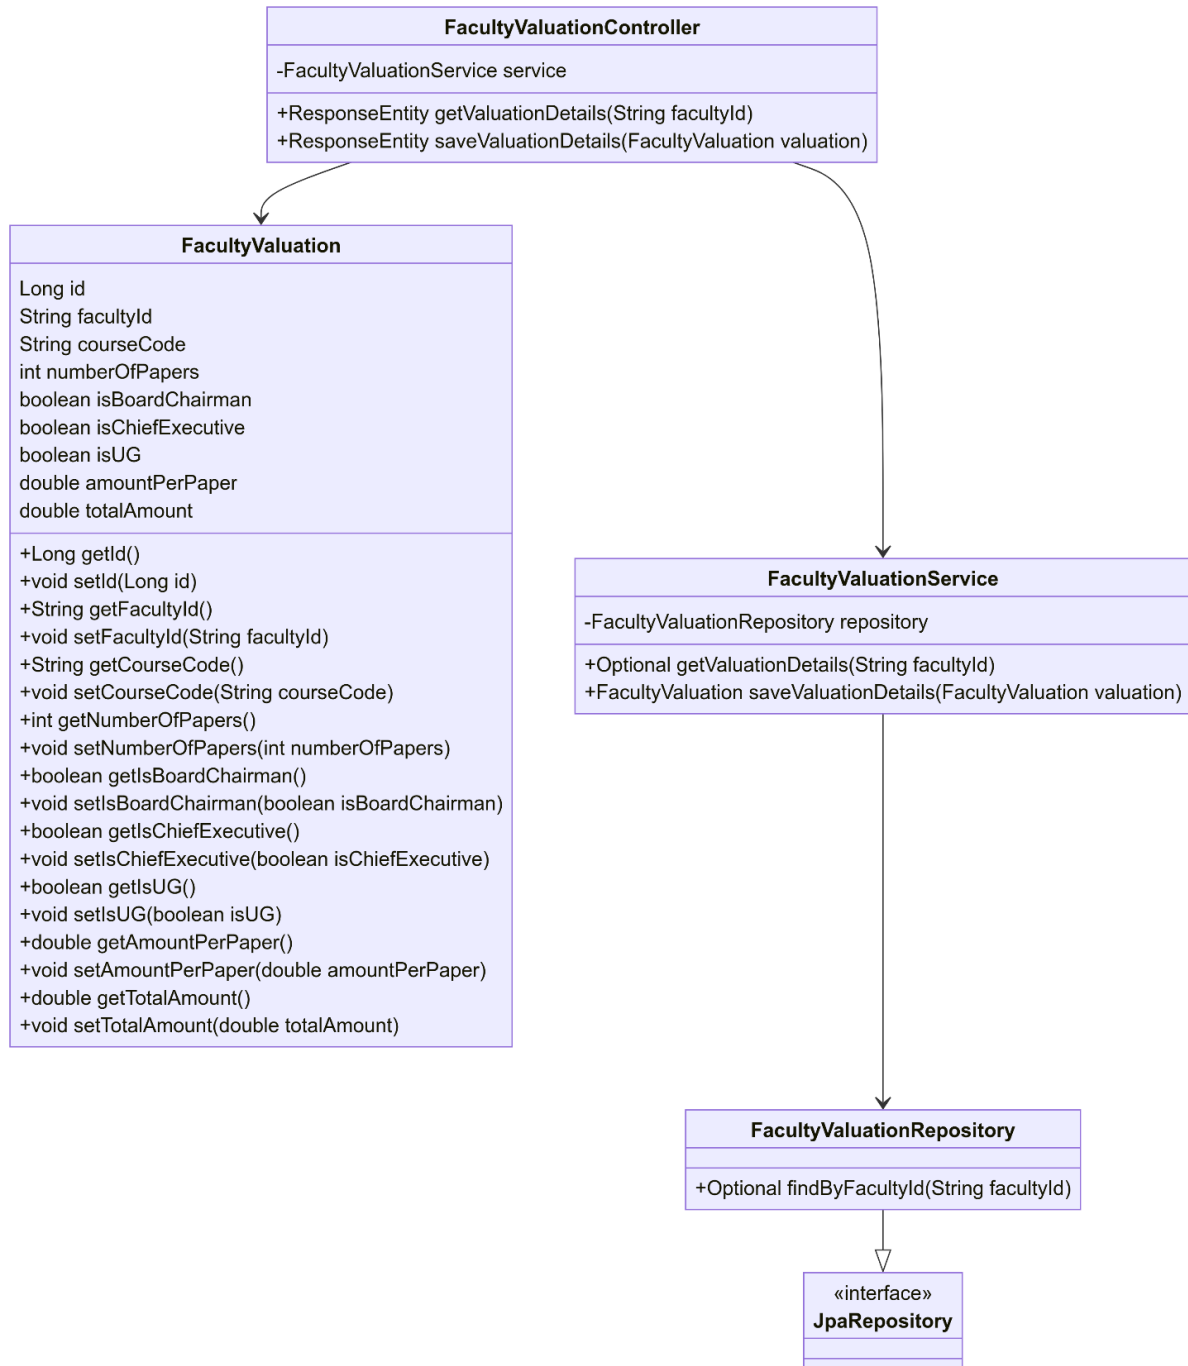 FacultyValuationController
-FacultyValuationService service
+ResponseEntity getValuationDetails(String facultyId)
+ResponseEntity saveValuationDetails(FacultyValuation valuation)
FacultyValuation
Long id
String facultyId
String courseCode
int numberOfPapers
boolean isBoardChairman
boolean isChiefExecutive
boolean isUG
double amountPerPaper
double totalAmount
+Long getId()
+void setId(Long id)
+String getFacultyId()
+void setFacultyId(String facultyId)
+String getCourseCode()
+void setCourseCode(String courseCode)
+int getNumberOfPapers()
+void setNumberOfPapers(int numberOfPapers)
+boolean getIsBoardChairman()
+void setIsBoardChairman(boolean isBoardChairman)
+boolean getIsChiefExecutive()
+void setIsChiefExecutive(boolean isChiefExecutive)
+boolean getIsUG()
+void setIsUG(boolean isUG)
+double getAmountPerPaper()
+void setAmountPerPaper(double amountPerPaper)
+double getTotalAmount()
+void setTotalAmount(double totalAmount)
FacultyValuationService
-FacultyValuationRepository repository
+Optional getValuationDetails(String facultyId)
+FacultyValuation saveValuationDetails(FacultyValuation valuation)
FacultyValuationRepository
+Optional findByFacultyId(String facultyId)
«interface»
JpaRepository